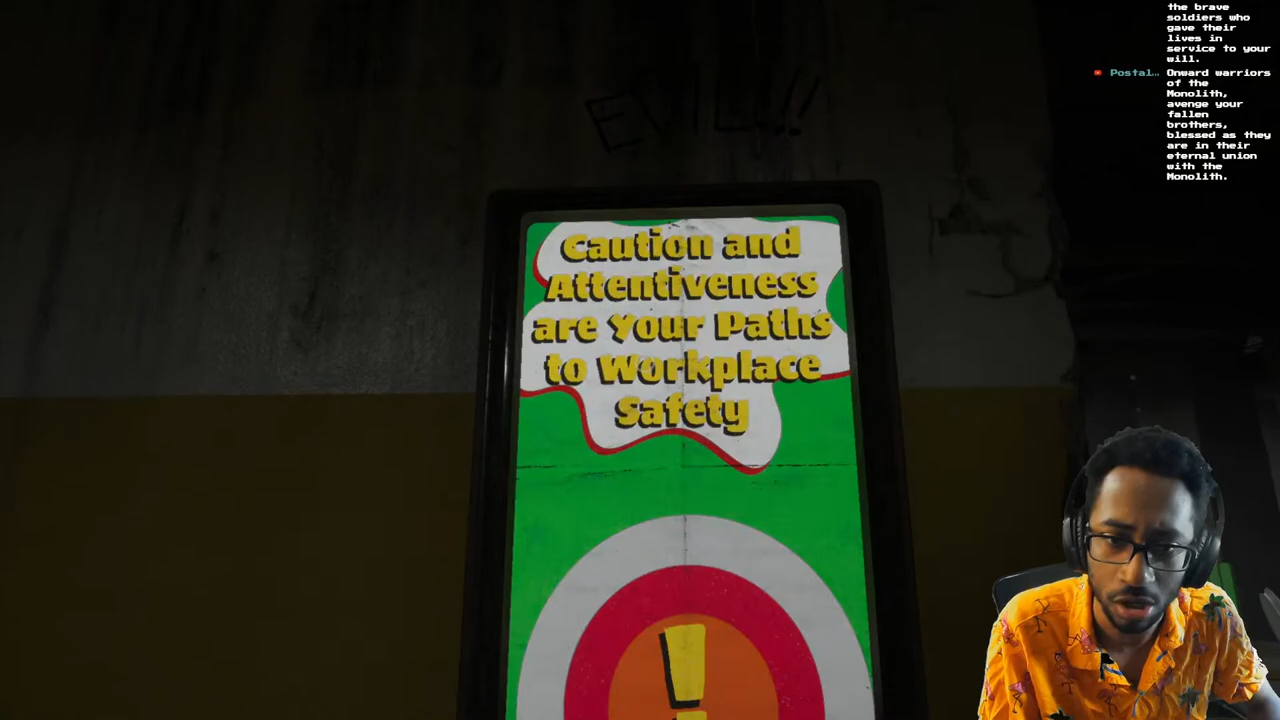 the brave
soldiers who
gave their
lives in
service to your
will.
Postal… Onward warriors
of the
Monolith,
avenge your
fallen
brothers,
blessed as they
are in their
eternal union
with the
Monolith.
EVIL!!
Caution and
Attentiveness
are Your Paths
to Workplace
Safety
!